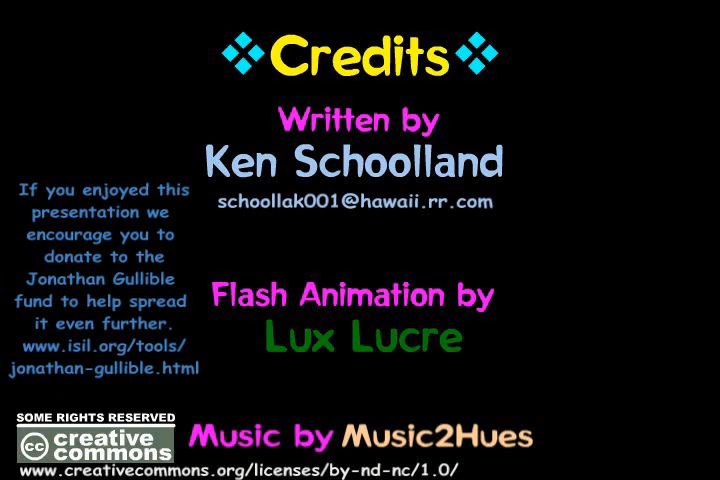 Credits
Written by
Ken Schoolland
schoollak001@hawaii.rr.com
If you enjoyed this
presentation we
encourage you to
donate to the
Jonathan Gullible
fund to help spread
it even further.
www.isil.org/tools/
jonathan-gullible.html
Flash Animation by
Lux Lucre
SOME RIGHTS RESERVED
cc creative
commons
Music by Music2Hues
www.creativecommons.org/licenses/by-nd-nc/1.0/